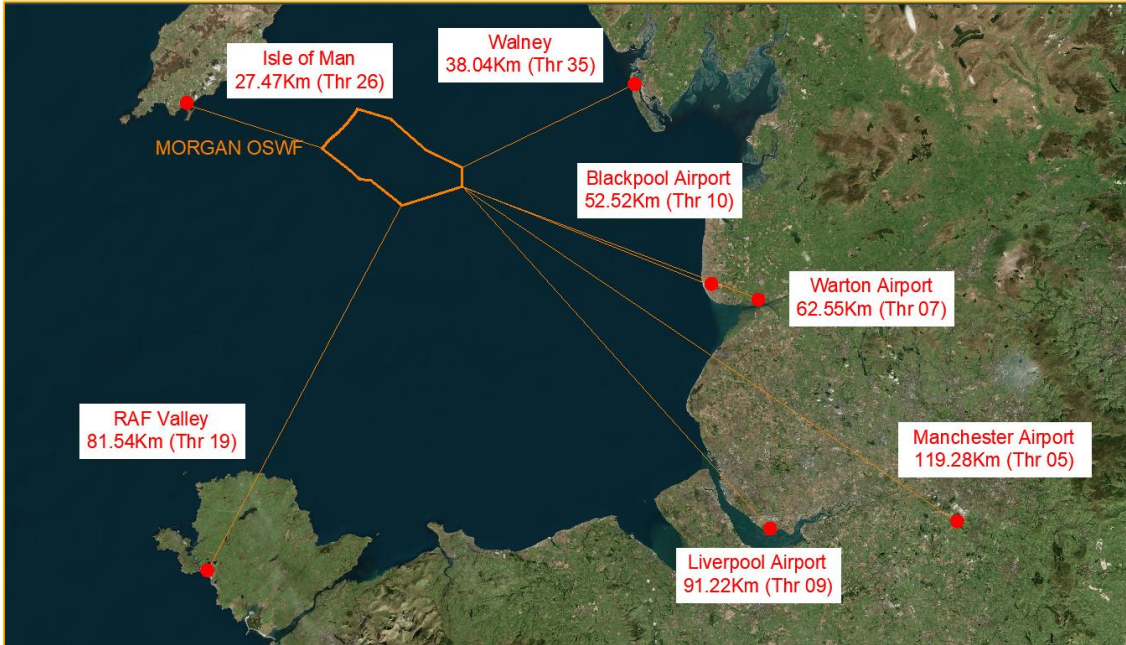 Isle of Man
27.47Km (Thr 26)
Walney
38.04Km (Thr 35)
MORGAN OSWF
Blackpool Airport
52.52Km (Thr 10)
Warton Airport
62.55Km (Thr 07)
RAF Valley
81.54Km (Thr 19)
Manchester Airport
119.28Km (Thr 05)
Liverpool Airport
91.22Km (Thr 09)